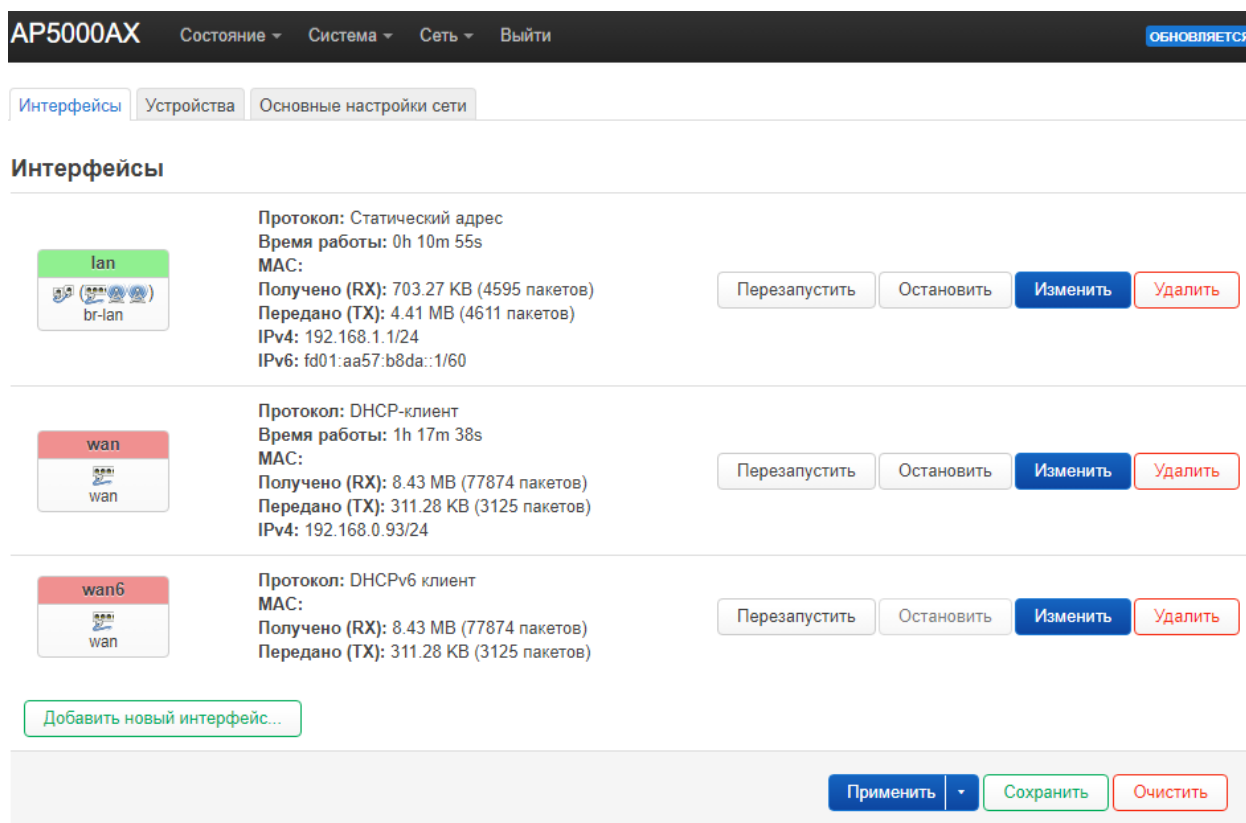 AP5000AX Состояние Система Сеть Выйти ОБНОВЛЯЕТСЯ
Интерфейсы Устройства Основные настройки сети
Интерфейсы
Протокол: Статический адрес
Время работы: 0h 10m 55s
lan
MAC:
Получено (RX): 703.27 KB (4595 пакетов)
Передано (TX): 4.41 MB (4611 пакетов)
br-lan
IPv4: 192.168.1.1/24
IPv6: fd01:aa57:b8da::1/60
Перезапустить Остановить Изменить Удалить
Протокол: DHCP-клиент
Время работы: 1h 17m 38s
wan
MAC:
Получено (RX): 8.43 MB (77874 пакетов)
wan
Передано (TX): 311.28 KB (3125 пакетов)
IPv4: 192.168.0.93/24
Перезапустить Остановить Изменить Удалить
Протокол: DHCPv6 клиент
wan6
MAC:
Получено (RX): 8.43 MB (77874 пакетов)
wan
Передано (TX): 311.28 KB (3125 пакетов)
Перезапустить Остановить Изменить Удалить
Добавить новый интерфейс...
Применить Сохранить Очистить